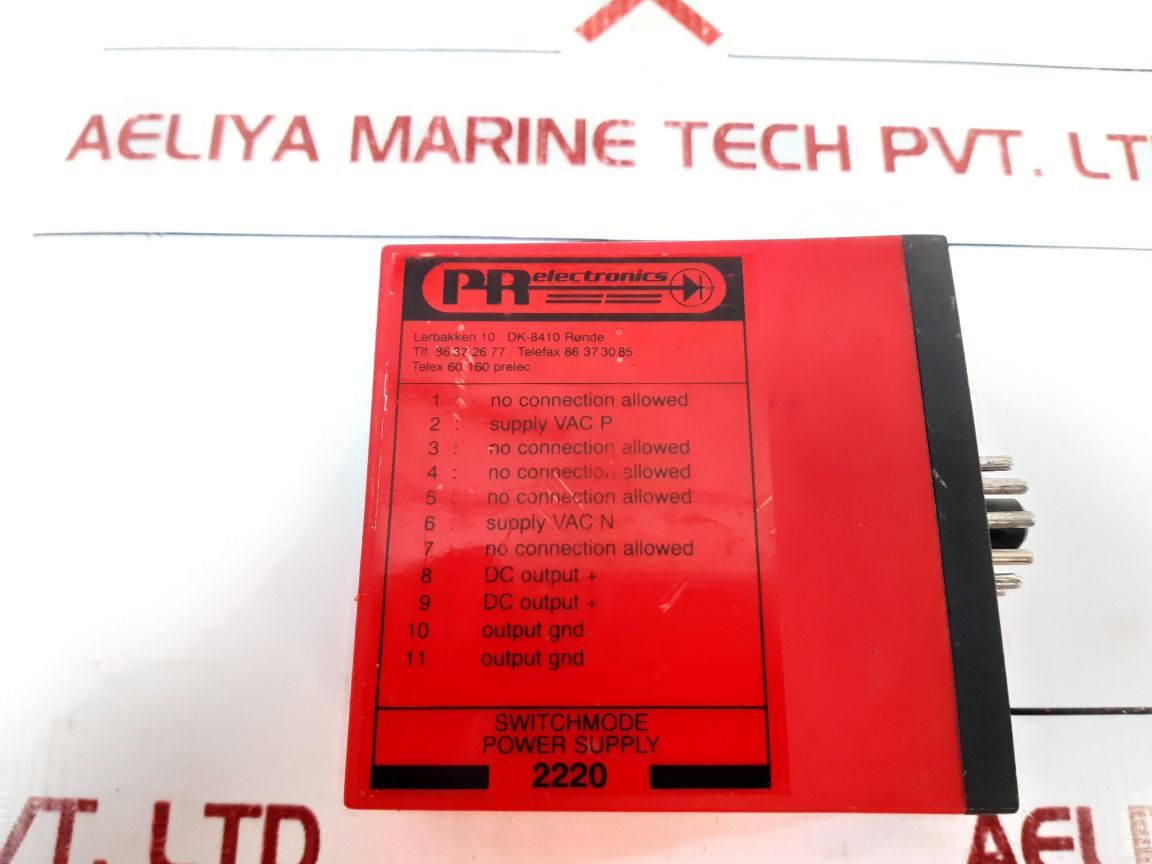 AELIYA MARINE TECH PVT. LT
PR electronics
Lerbakken 10 · DK-8410 Rønde
Tlf. 86 37 26 77 · Telefax 86 37 30 85
Telex 60 160 prelec
1 : no connection allowed
2 : supply VAC P
3 : no connection allowed
4 : no connection allowed
5 : no connection allowed
6 : supply VAC N
7 : no connection allowed
8 : DC output +
9 : DC output +
10 : output gnd
11 : output gnd
SWITCHMODE
POWER SUPPLY
2220
VT. LTD
AELI